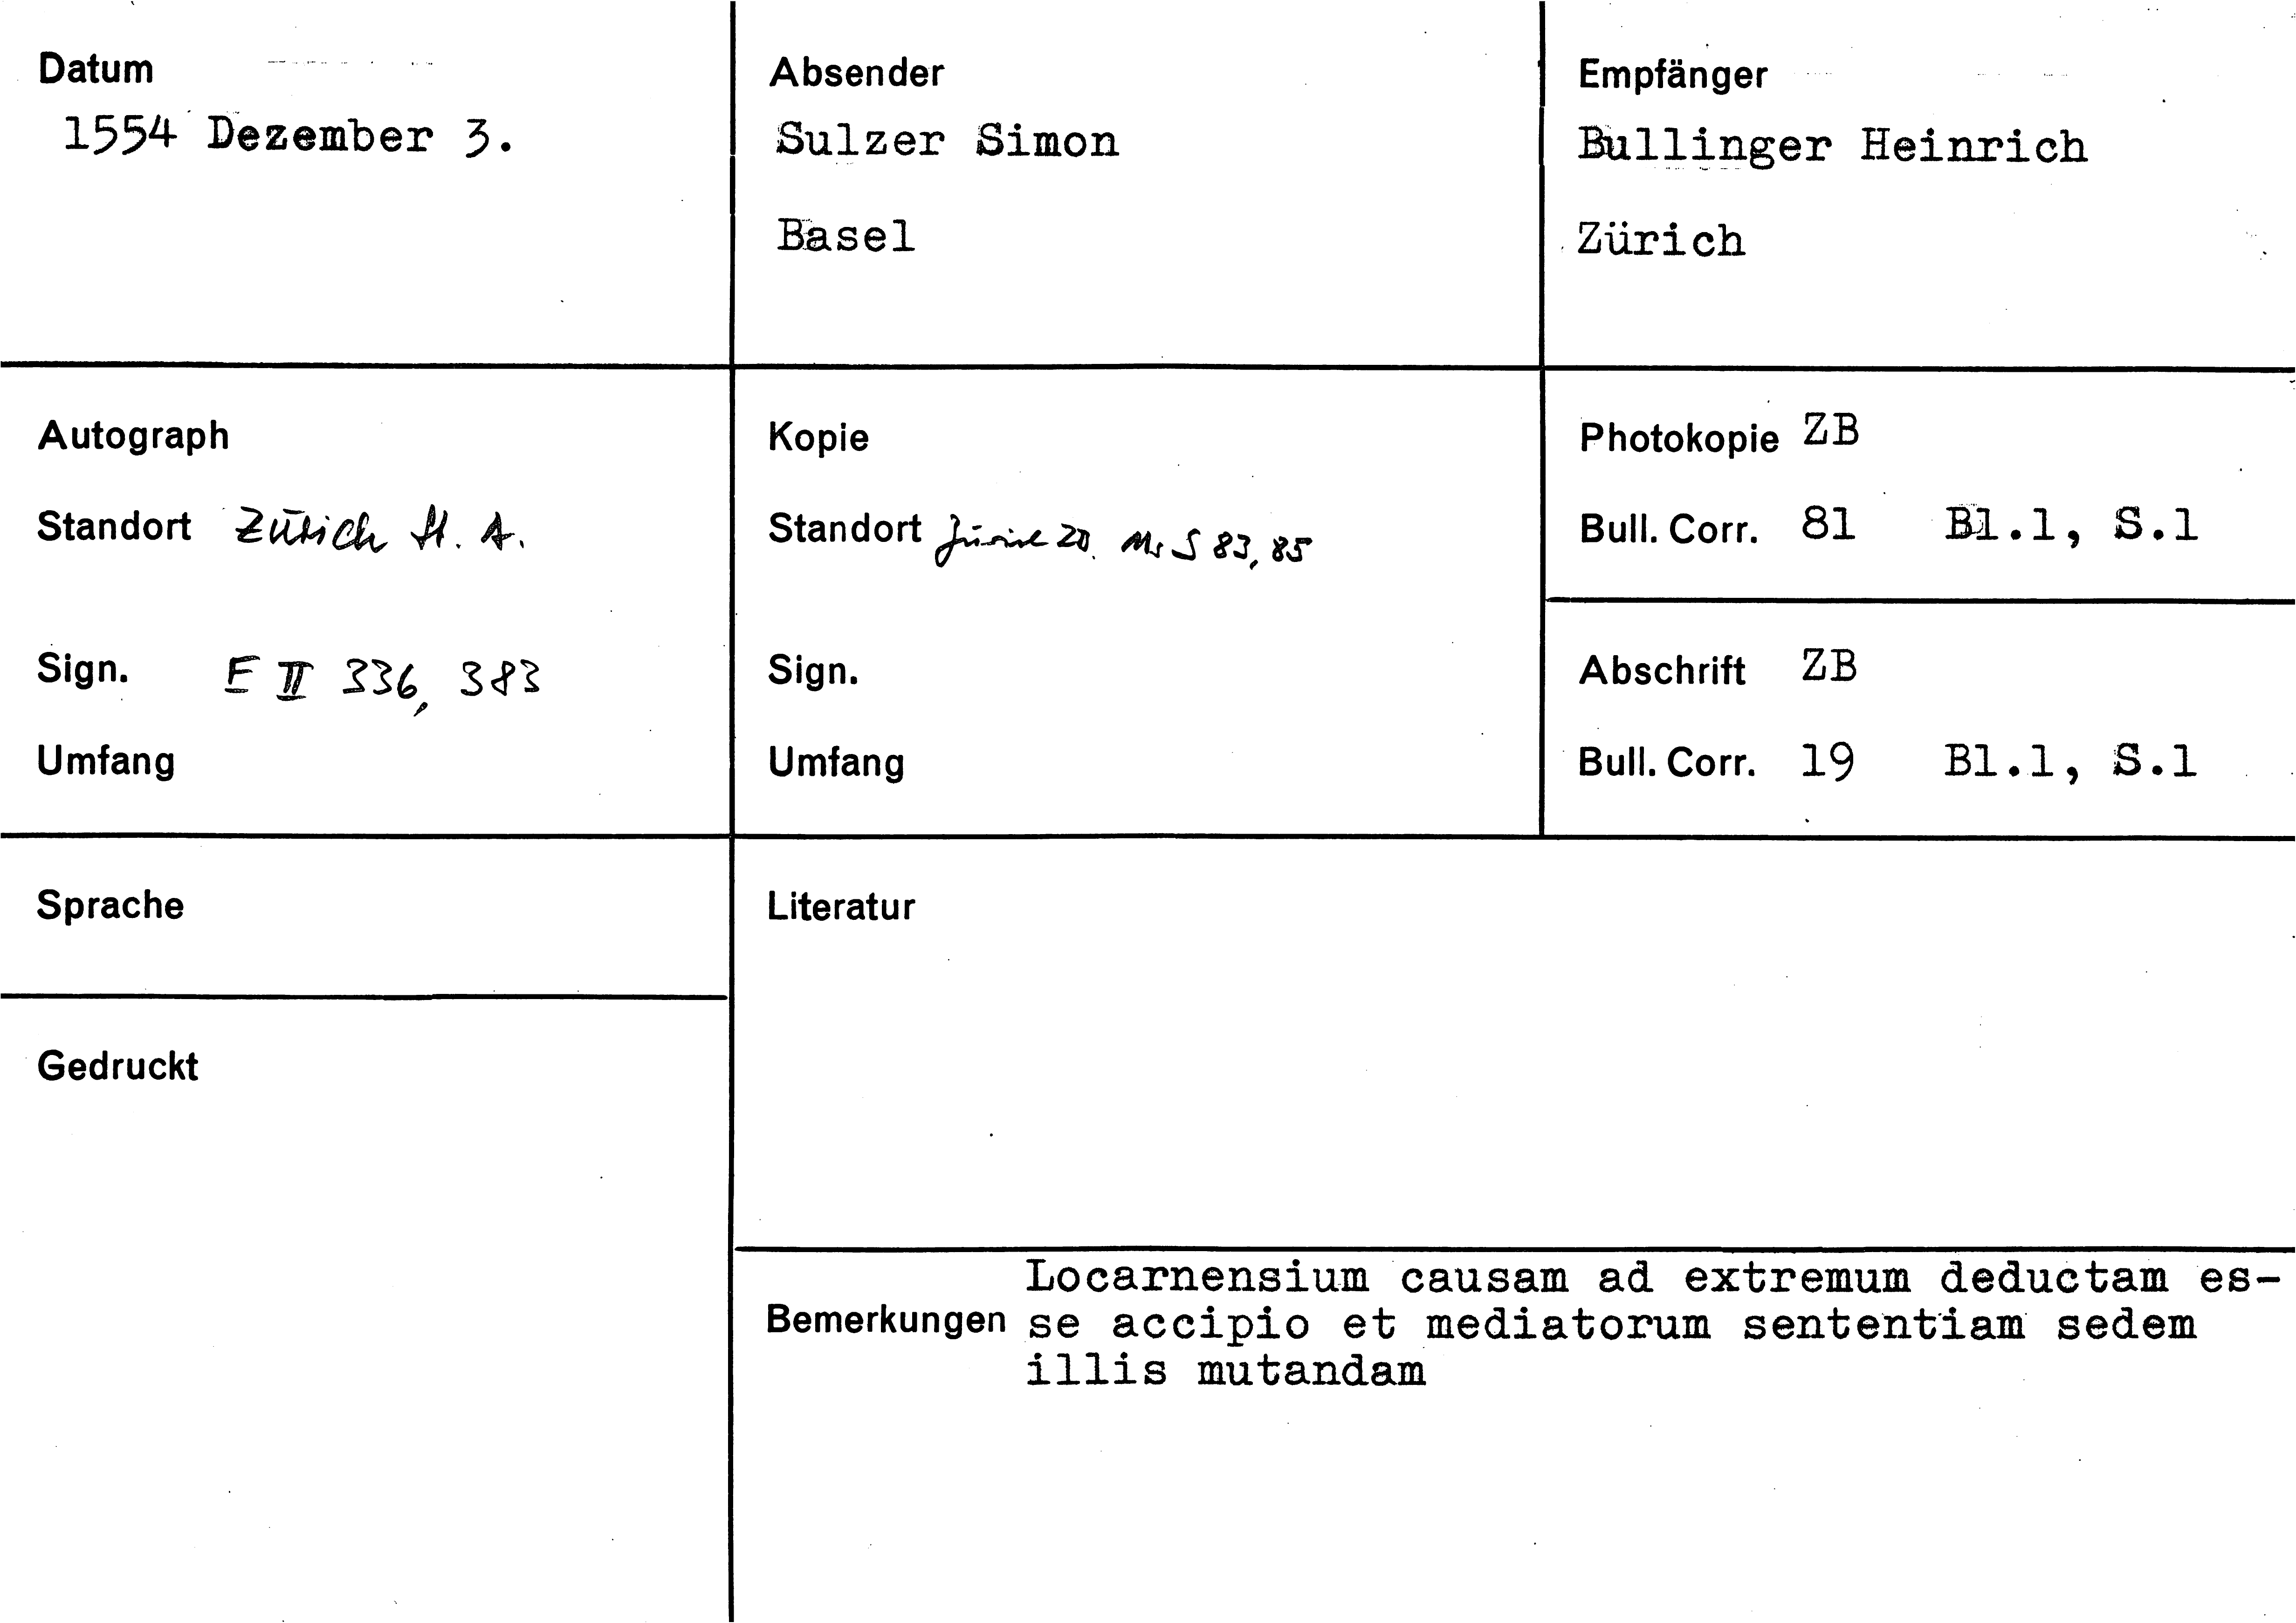 Datum
1554 Dezember 3.
Absender
Sulzer Simon
Basel
Empfänger
Bullinger Heinrich
Zürich
Autograph
Standort Zürich St. A.
Sign. E II 336, 383
Umfang
Kopie
Standort Zürich ZB. Ms S 83, 85
Sign.
Umfang
Photokopie ZB
Bull. Corr. 81 Bl.1, S.1
Abschrift ZB
Bull. Corr. 19 Bl.1, S.1
Sprache
Gedruckt
Literatur
Bemerkungen
Locarnensium causam ad extremum deductam es-
se accipio et mediatorum sententiam sedem
illis mutandam